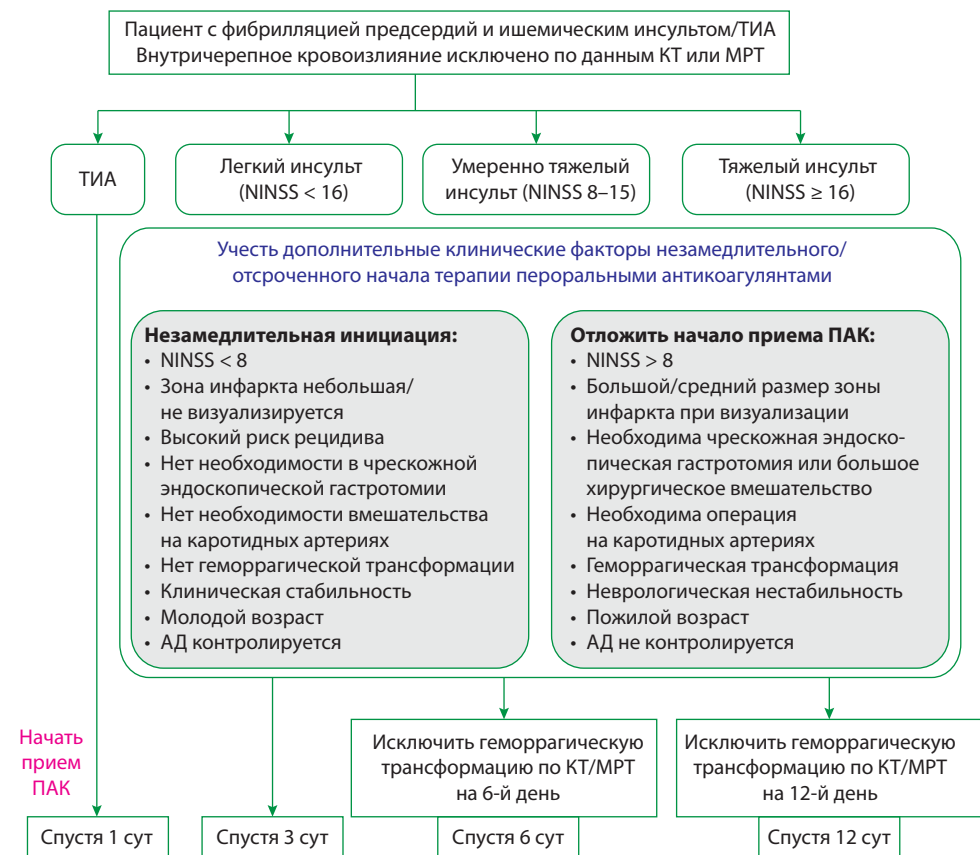 Пациент с фибрилляцией предсердий и ишемическим инсультом/ТИА
Внутричерепное кровоизлияние исключено по данным КТ или МРТ
ТИА
Легкий инсульт
(NINSS < 16)
Умеренно тяжелый
инсульт (NINSS 8–15)
Тяжелый инсульт
(NINSS ≥ 16)
Учесть дополнительные клинические факторы незамедлительного/
отсроченного начала терапии пероральными антикоагулянтами
Незамедлительная инициация:
• NINSS < 8
• Зона инфаркта небольшая/
не визуализируется
• Высокий риск рецидива
• Нет необходимости в чрескожной
эндоскопической гастротомии
• Нет необходимости вмешательства
на каротидных артериях
• Нет геморрагической трансформации
• Клиническая стабильность
• Молодой возраст
• АД контролируется
Отложить начало приема ПАК:
• NINSS > 8
• Большой/средний размер зоны
инфаркта при визуализации
• Необходима чрескожная эндоско-
пическая гастротомия или большое
хирургическое вмешательство
• Необходима операция
на каротидных артериях
• Геморрагическая трансформация
• Неврологическая нестабильность
• Пожилой возраст
• АД не контролируется
Начать
прием
ПАК
Исключить геморрагическую
трансформацию по КТ/МРТ
на 6-й день
Исключить геморрагическую
трансформацию по КТ/МРТ
на 12-й день
Спустя 1 сут
Спустя 3 сут
Спустя 6 сут
Спустя 12 сут